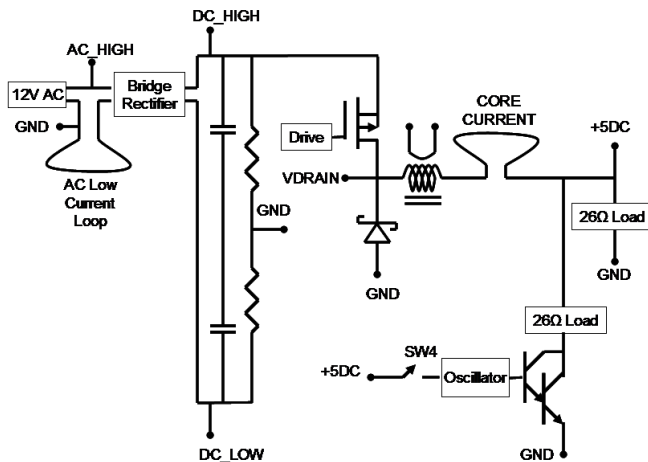 DC_HIGH
AC_HIGH
12V AC
Bridge
Rectifier
GND
AC Low
Current
Loop
Drive
VDRAIN
GND
GND
CORE
CURRENT
+5DC
26Ω Load
GND
26Ω Load
SW4
+5DC
Oscillator
GND
DC_LOW